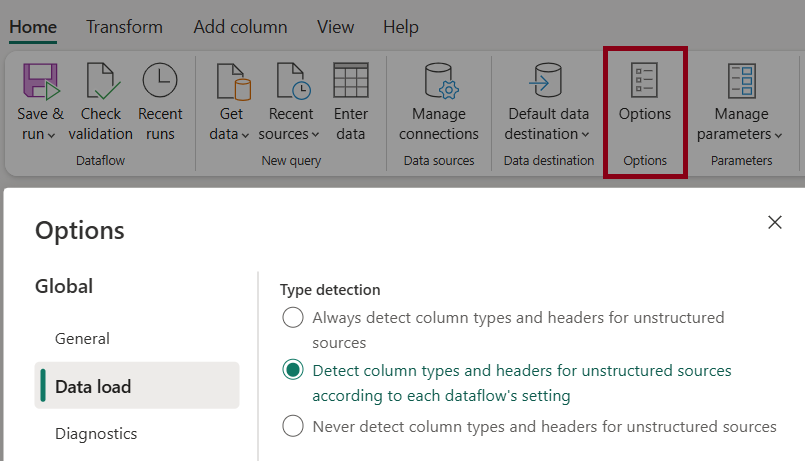 Home Transform Add column View Help
Save & Check Recent Get Recent Enter Manage Default data Options Manage
run validation runs data sources data connections destination parameters
Dataflow New query Data sources Data destination Options Parameters
Options
Global
Type detection
Always detect column types and headers for unstructured
sources
General
Detect column types and headers for unstructured sources
according to each dataflow's setting
Data load
Never detect column types and headers for unstructured sources
Diagnostics